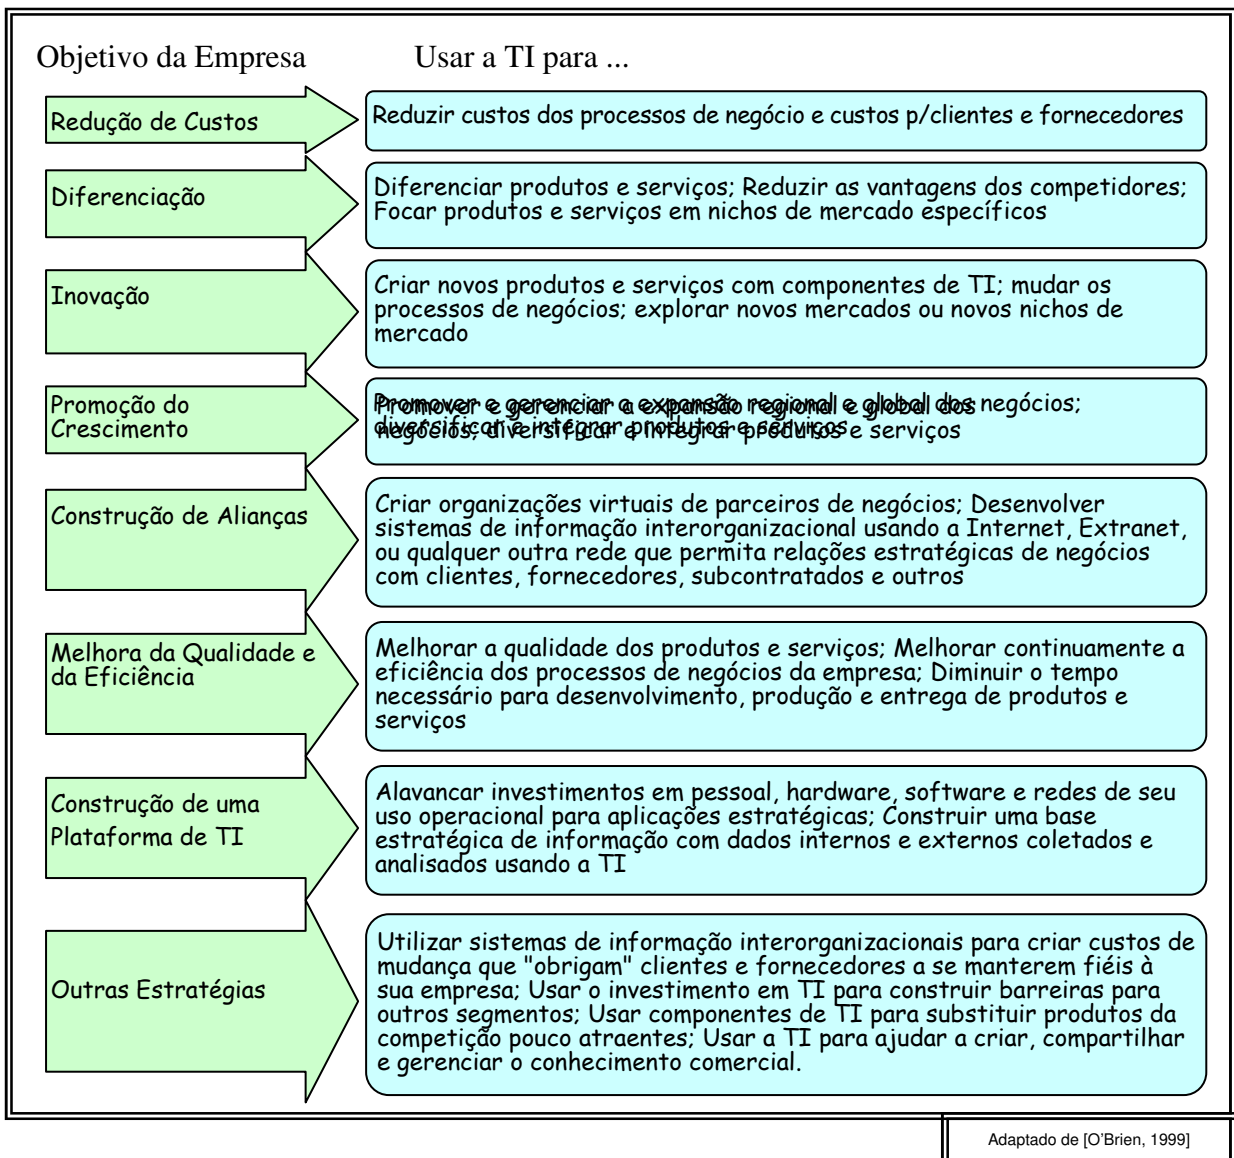 Objetivo da Empresa
Usar a TI para ...
Redução de Custos
Reduzir custos dos processos de negócio e custos p/clientes e fornecedores
Diferenciação
Diferenciar produtos e serviços; Reduzir as vantagens dos competidores;
Focar produtos e serviços em nichos de mercado específicos
Inovação
Criar novos produtos e serviços com componentes de TI; mudar os
processos de negócios; explorar novos mercados ou novos nichos de
mercado
Promoção do
Crescimento
Promover e gerenciar a expansão regional e global dos negócios;
diversificar e integrar produtos e serviços
Promover e gerenciar a expansão regional e global dos
negócios; diversificar e integrar produtos e serviços
Construção de Alianças
Criar organizações virtuais de parceiros de negócios; Desenvolver
sistemas de informação interorganizacional usando a Internet, Extranet,
ou qualquer outra rede que permita relações estratégicas de negócios
com clientes, fornecedores, subcontratados e outros
Melhora da Qualidade e
da Eficiência
Melhorar a qualidade dos produtos e serviços; Melhorar continuamente a
eficiência dos processos de negócios da empresa; Diminuir o tempo
necessário para desenvolvimento, produção e entrega de produtos e
serviços
Construção de uma
Plataforma de TI
Alavancar investimentos em pessoal, hardware, software e redes de seu
uso operacional para aplicações estratégicas; Construir uma base
estratégica de informação com dados internos e externos coletados e
analisados usando a TI
Outras Estratégias
Utilizar sistemas de informação interorganizacionais para criar custos de
mudança que "obrigam" clientes e fornecedores a se manterem fiéis à
sua empresa; Usar o investimento em TI para construir barreiras para
outros segmentos; Usar componentes de TI para substituir produtos da
competição pouco atraentes; Usar a TI para ajudar a criar, compartilhar
e gerenciar o conhecimento comercial.
Adaptado de [O'Brien, 1999]